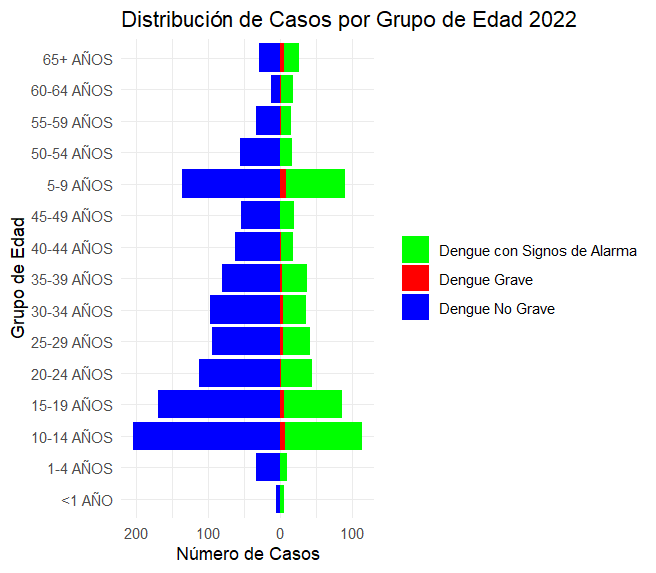 Distribución de Casos por Grupo de Edad 2022
Grupo de Edad
65+ AÑOS
60-64 AÑOS
55-59 AÑOS
50-54 AÑOS
5-9 AÑOS
45-49 AÑOS
40-44 AÑOS
35-39 AÑOS
30-34 AÑOS
25-29 AÑOS
20-24 AÑOS
15-19 AÑOS
10-14 AÑOS
1-4 AÑOS
<1 AÑO
200 100 0 100
Número de Casos
Dengue con Signos de Alarma
Dengue Grave
Dengue No Grave